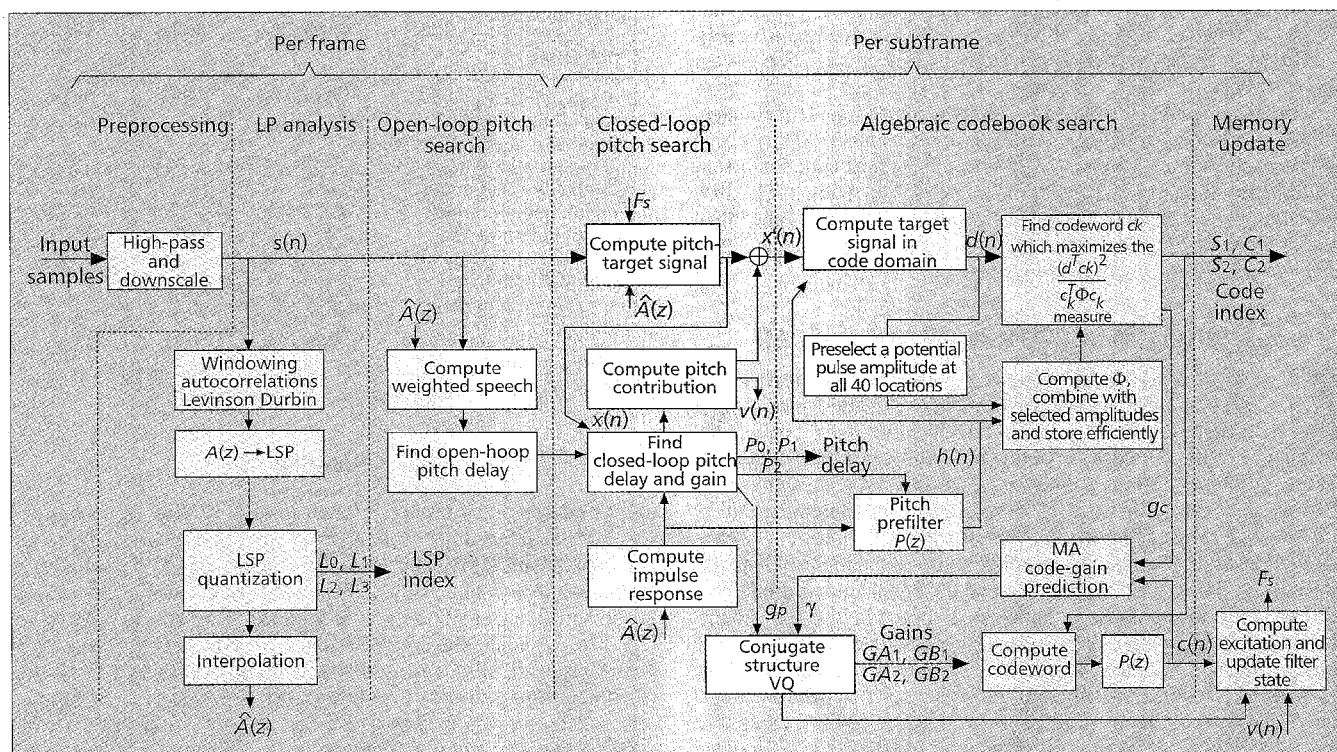 Per frame
Per subframe
Preprocessing
LP analysis
Open-loop pitch
search
Closed-loop
pitch search
Algebraic codebook search
Memory
update
Input
samples
High-pass
and
downscale
s(n)
Fs
Compute pitch-
target signal
Â(z)
x'(n)
Compute target
signal in
code domain
d(n)
Find codeword ck
which maximizes the
(d^T ck)^2
c_k^T Φc_k
measure
S1, C1
S2, C2
Code
index
Windowing
autocorrelations
Levinson Durbin
Â(z)
Compute
weighted speech
Compute pitch
contribution
v(n)
Preselect a potential
pulse amplitude at
all 40 locations
Compute Φ,
combine with
selected amplitudes
and store efficiently
A(z) → LSP
Find open-hoop
pitch delay
x(n)
Find
closed-loop pitch
delay and gain
P0, P1
P2
Pitch
delay
h(n)
Pitch
prefilter
P(z)
gc
LSP
quantization
L0, L1
L2, L3
LSP
index
Compute
impulse
response
Â(z)
MA
code-gain
prediction
gp
γ
Interpolation
Â(z)
Conjugate
structure
VQ
Gains
GA1, GB1
GA2, GB2
Compute
codeword
P(z)
c(n)
Fs
Compute
excitation and
update filter
state
v(n)